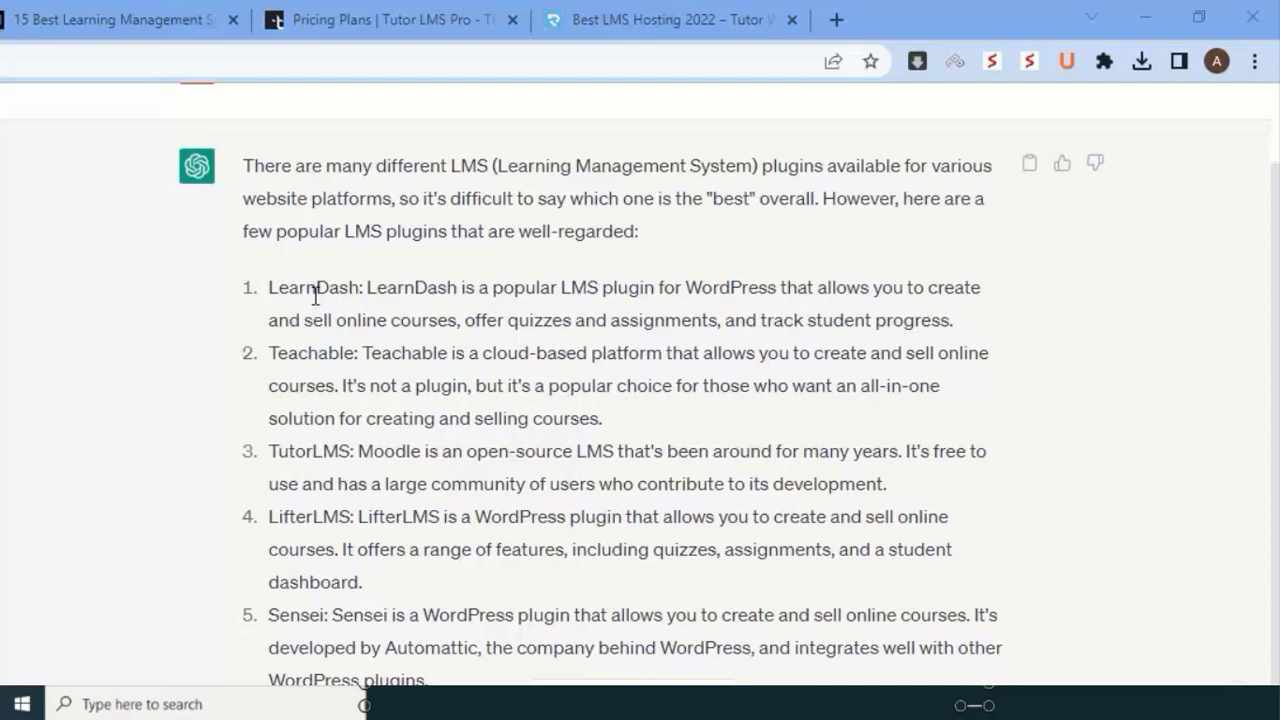 15 Best Learning Management S
Pricing Plans | Tutor LMS Pro - T
Best LMS Hosting 2022 – Tutor
A
There are many different LMS (Learning Management System) plugins available for various
website platforms, so it's difficult to say which one is the "best" overall. However, here are a
few popular LMS plugins that are well-regarded:
1. LearnDash: LearnDash is a popular LMS plugin for WordPress that allows you to create
and sell online courses, offer quizzes and assignments, and track student progress.
2. Teachable: Teachable is a cloud-based platform that allows you to create and sell online
courses. It's not a plugin, but it's a popular choice for those who want an all-in-one
solution for creating and selling courses.
3. TutorLMS: Moodle is an open-source LMS that's been around for many years. It's free to
use and has a large community of users who contribute to its development.
4. LifterLMS: LifterLMS is a WordPress plugin that allows you to create and sell online
courses. It offers a range of features, including quizzes, assignments, and a student
dashboard.
5. Sensei: Sensei is a WordPress plugin that allows you to create and sell online courses. It's
developed by Automattic, the company behind WordPress, and integrates well with other
WordPress plugins.
Type here to search